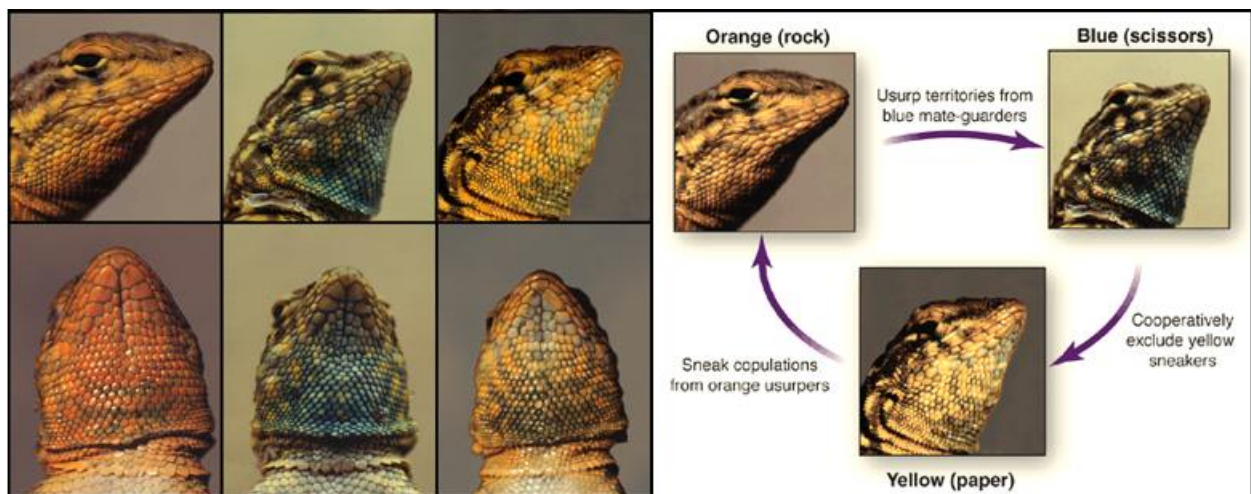 Orange (rock)
Blue (scissors)
Usurp territories from
blue mate-guarders
Cooperatively
exclude yellow
sneakers
Sneak copulations
from orange usurpers
Yellow (paper)